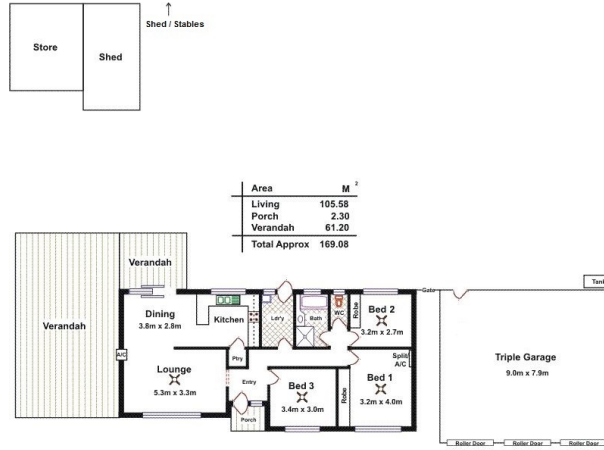 Shed / Stables
Store
Shed
Area M 2
Living 105.58
Porch 2.30
Verandah 61.20
Total Approx 169.08
Verandah
Verandah
Dining
3.8m x 2.8m
Kitchen
Ldr'y
Bath
WC
Robe
Bed 2
3.2m x 2.7m
Gate
Tank
A/C
Ptry
Lounge
5.3m x 3.3m
Entry
Porch
Bed 3
3.4m x 3.0m
Robe
Split/
A/C
Bed 1
3.2m x 4.0m
Triple Garage
9.0m x 7.9m
Roller Door
Roller Door
Roller Door